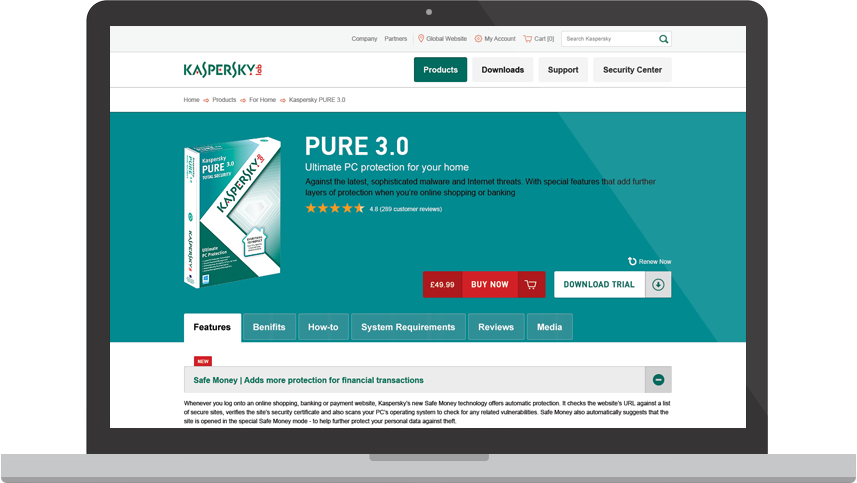 Company Partners Global Website My Account Cart [0] Search Kaspersky
KASPERSKY lab
Products Downloads Support Security Center
Home Products For Home Kaspersky PURE 3.0
PURE 3.0
Ultimate PC protection for your home
Against the latest, sophisticated malware and Internet threats. With special features that add further
layers of protection when you're online shopping or banking
4.8 (289 customer reviews)
Kaspersky
PURE 3.0
TOTAL SECURITY
KASPERSKY lab
Ultimate
PC Protection
KASPERSKY
Renew Now
£49.99 BUY NOW DOWNLOAD TRIAL
Features Benifits How-to System Requirements Reviews Media
NEW
Safe Money | Adds more protection for financial transactions
Whenever you log onto an online shopping, banking or payment website, Kaspersky's new Safe Money technology offers automatic protection. It checks the website's URL against a list
of secure sites, verifies the site's security certificate and also scans your PC's operating system to check for any related vulnerabilities. Safe Money also automatically suggests that the
site is opened in the special Safe Money mode - to help further protect your personal data against theft.